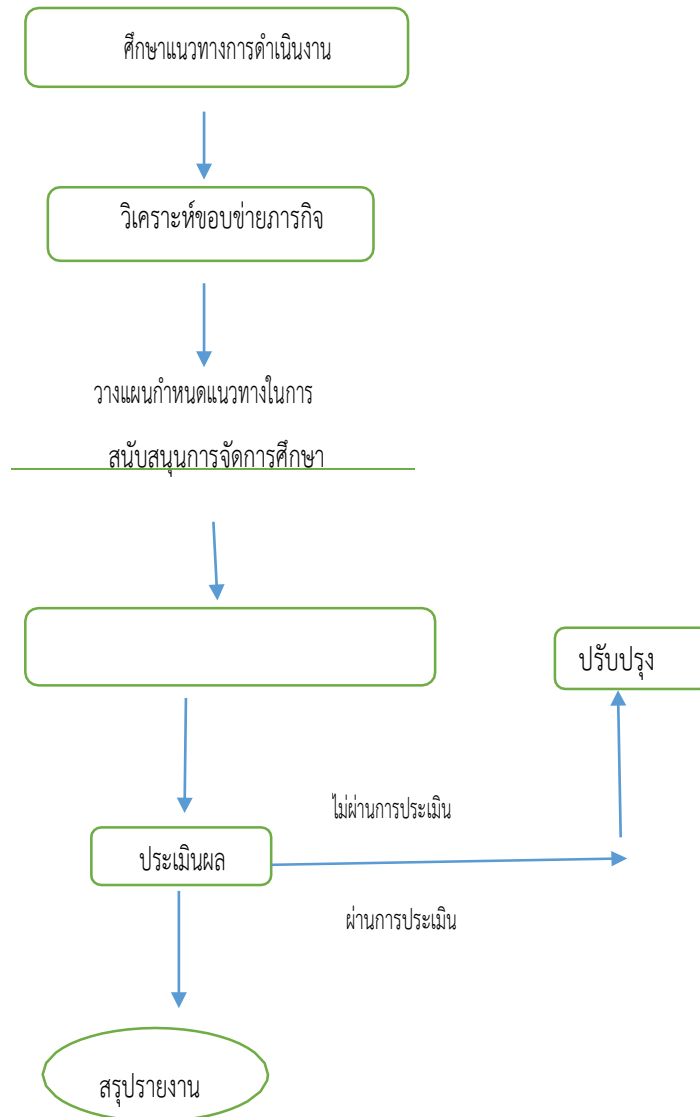 ศึกษาแนวทางการดำเนินงาน
วิเคราะห์ขอบข่ายภารกิจ
วางแผนกำหนดแนวทางในการ
สนับสนุนการจัดการศึกษา
ปรับปรุง
ไม่ผ่านการประเมิน
ประเมินผล
ผ่านการประเมิน
สรุปรายงาน